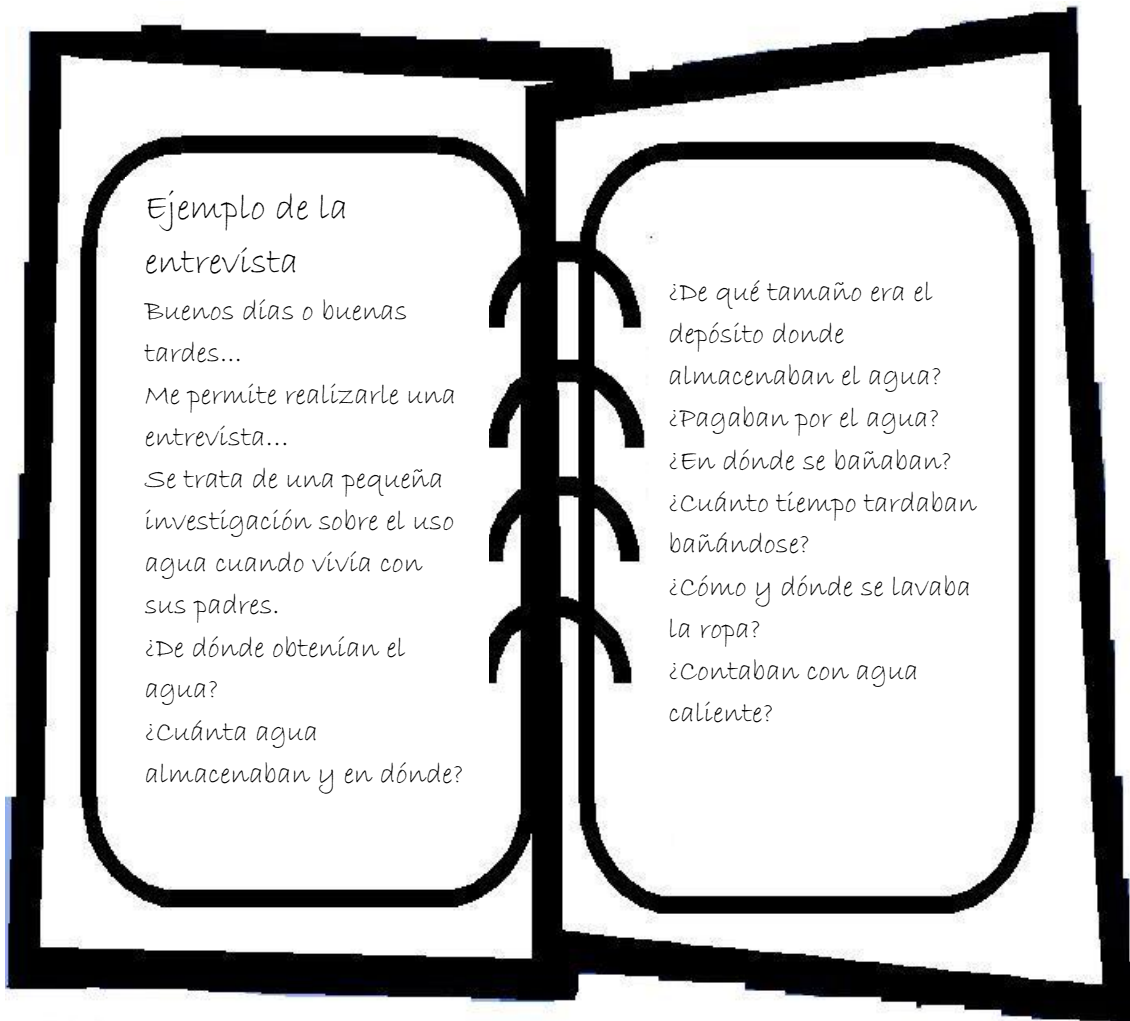 Ejemplo de la
entrevista
Buenos días o buenas
tardes...
Me permite realizarle una
entrevista...
Se trata de una pequeña
investigación sobre el uso
agua cuando vivía con
sus padres.
¿De dónde obtenían el
agua?
¿Cuánta agua
almacenaban y en dónde?
¿De qué tamaño era el
depósito donde
almacenaban el agua?
¿Pagaban por el agua?
¿En dónde se bañaban?
¿Cuánto tiempo tardaban
bañándose?
¿Cómo y dónde se lavaba
la ropa?
¿Contaban con agua
caliente?